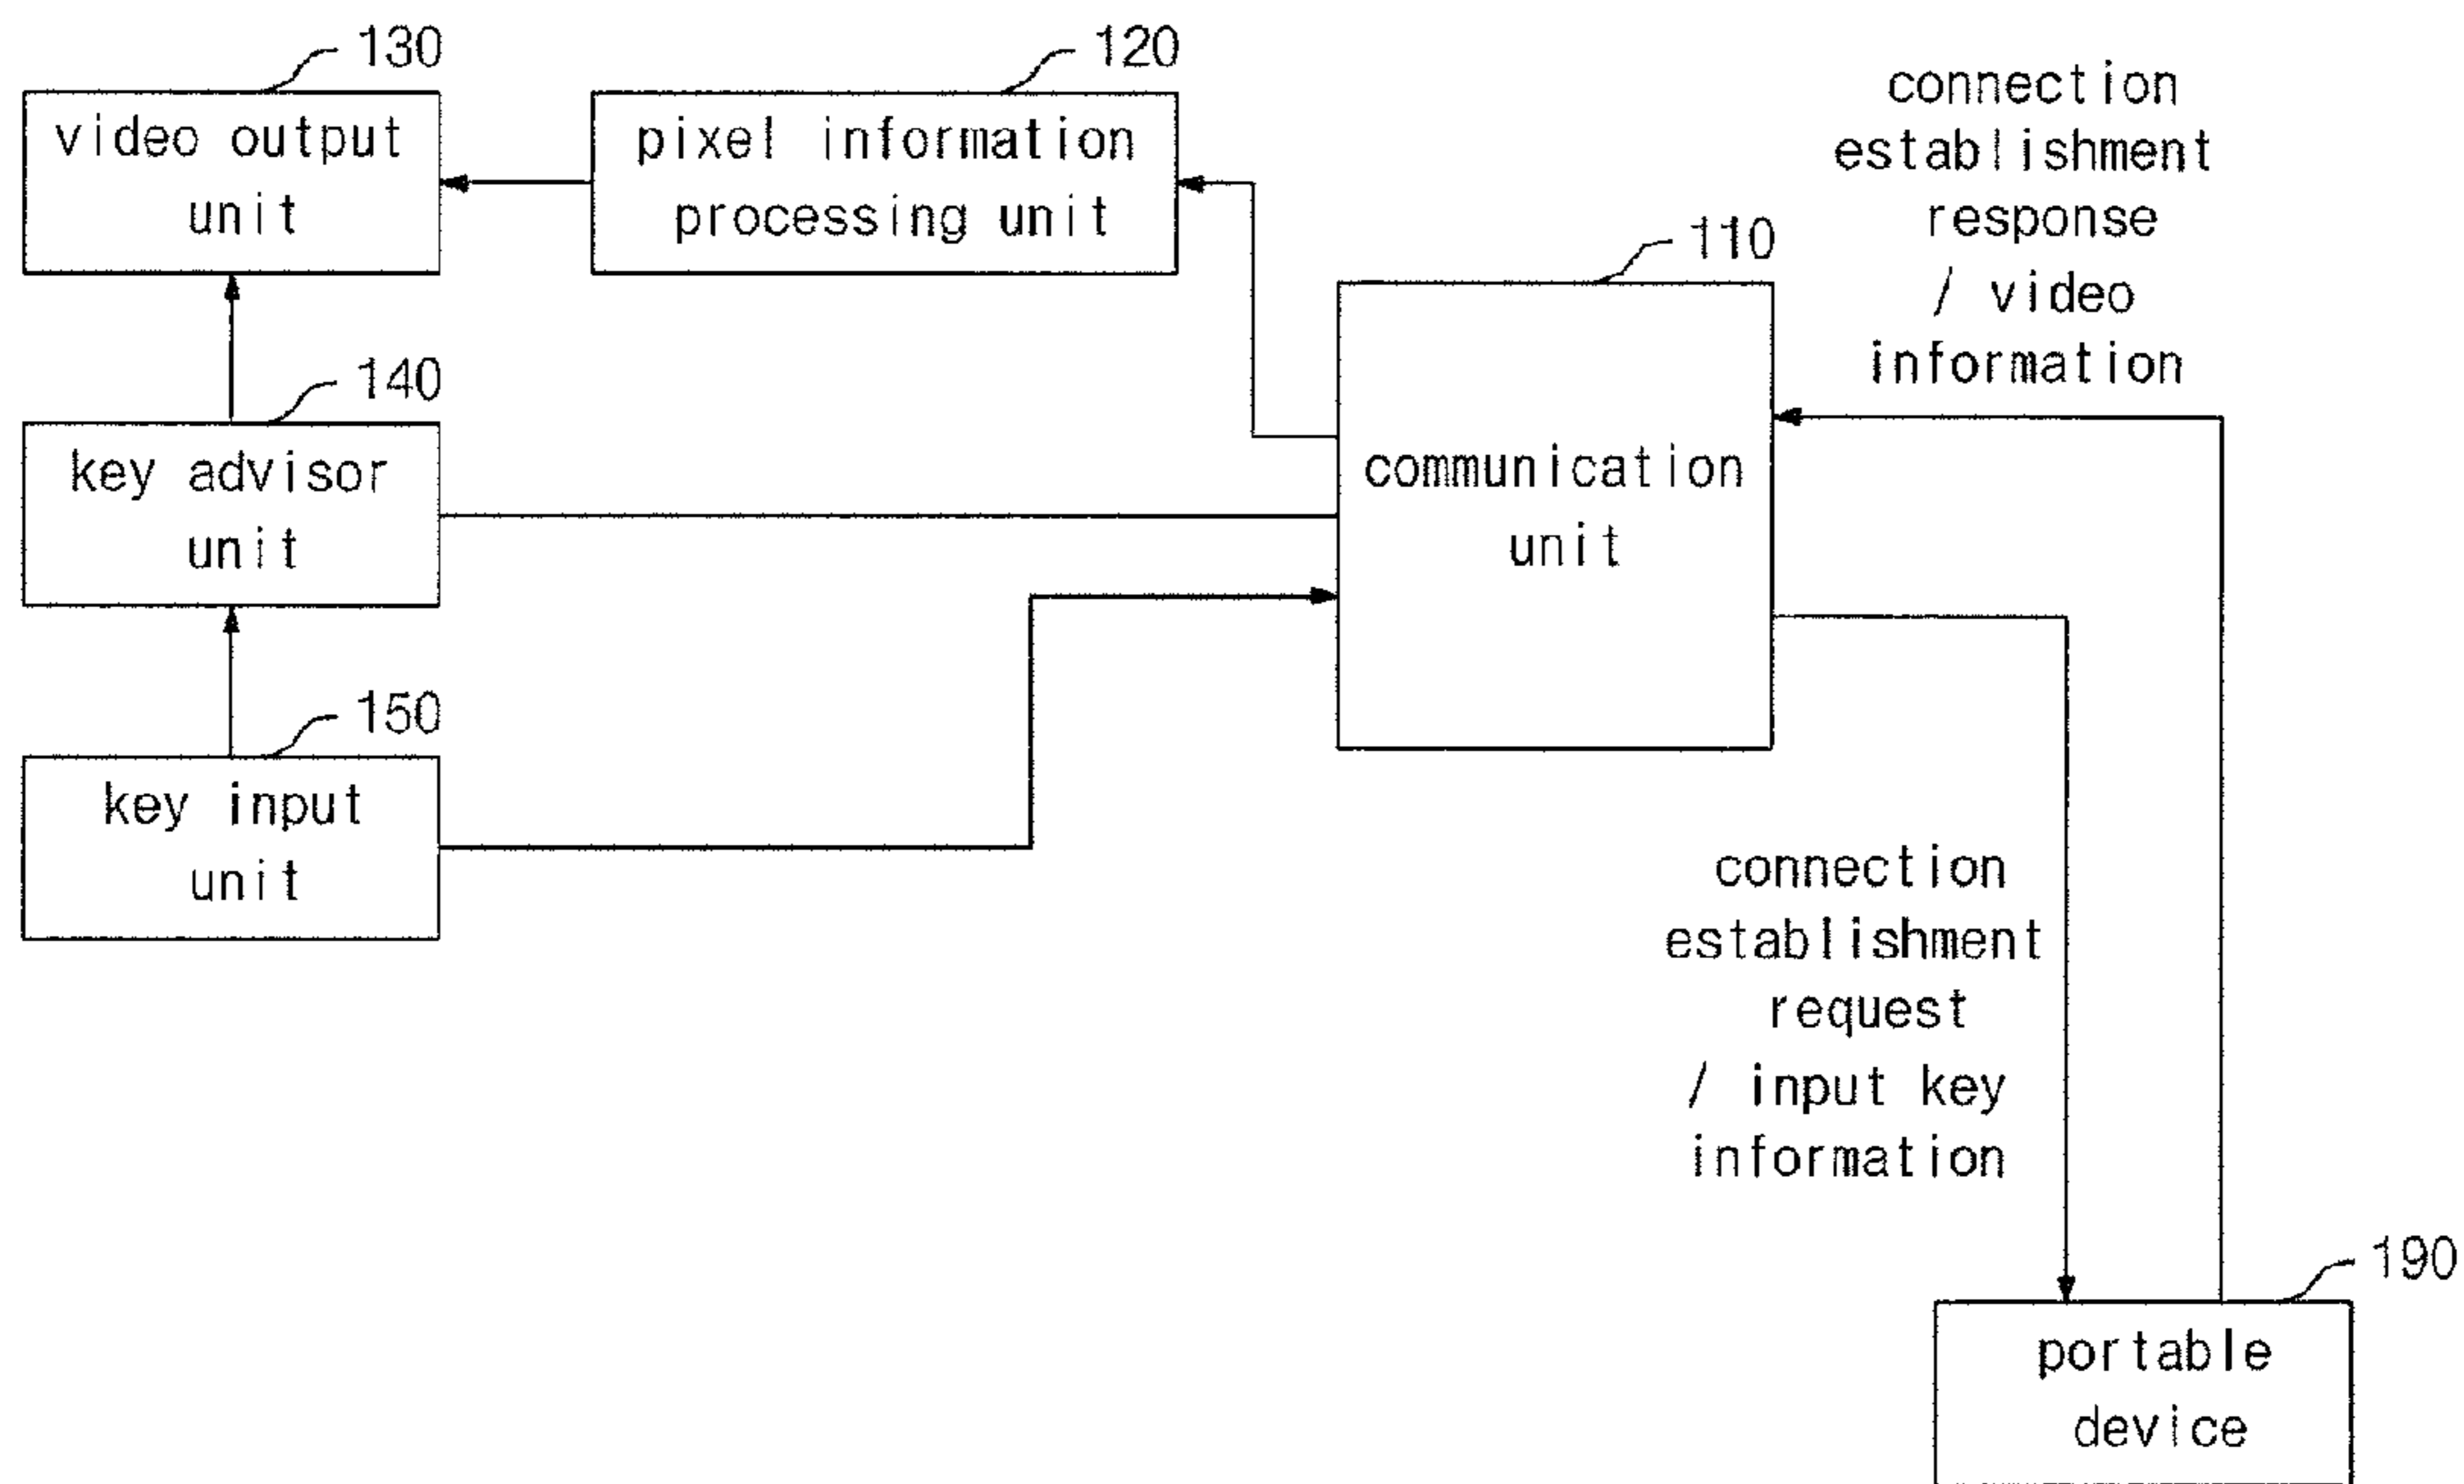 130
video output
unit
120
pixel information
processing unit
connection
establishment
response
/ video
information
110
communication
unit
140
key advisor
unit
150
key input
unit
connection
establishment
request
/ input key
information
190
portable
device